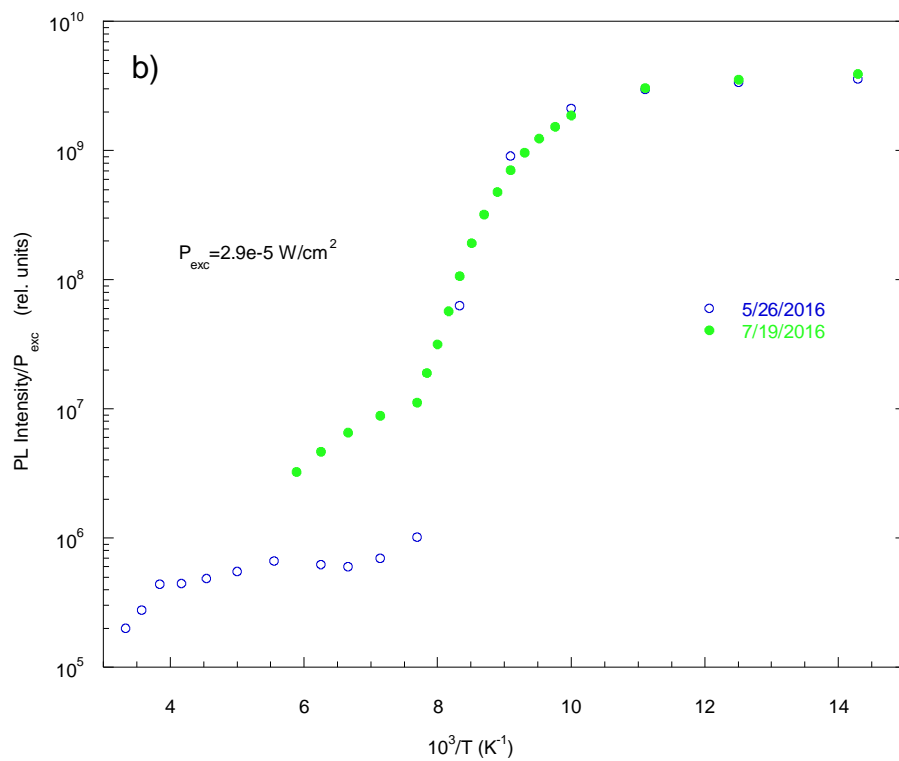 b)
PL Intensity/P_exc (rel. units)
10^10
10^9
10^8
10^7
10^6
10^5
P_exc=2.9e-5 W/cm^2
5/26/2016
7/19/2016
4 6 8 10 12 14
10^3/T (K^-1)